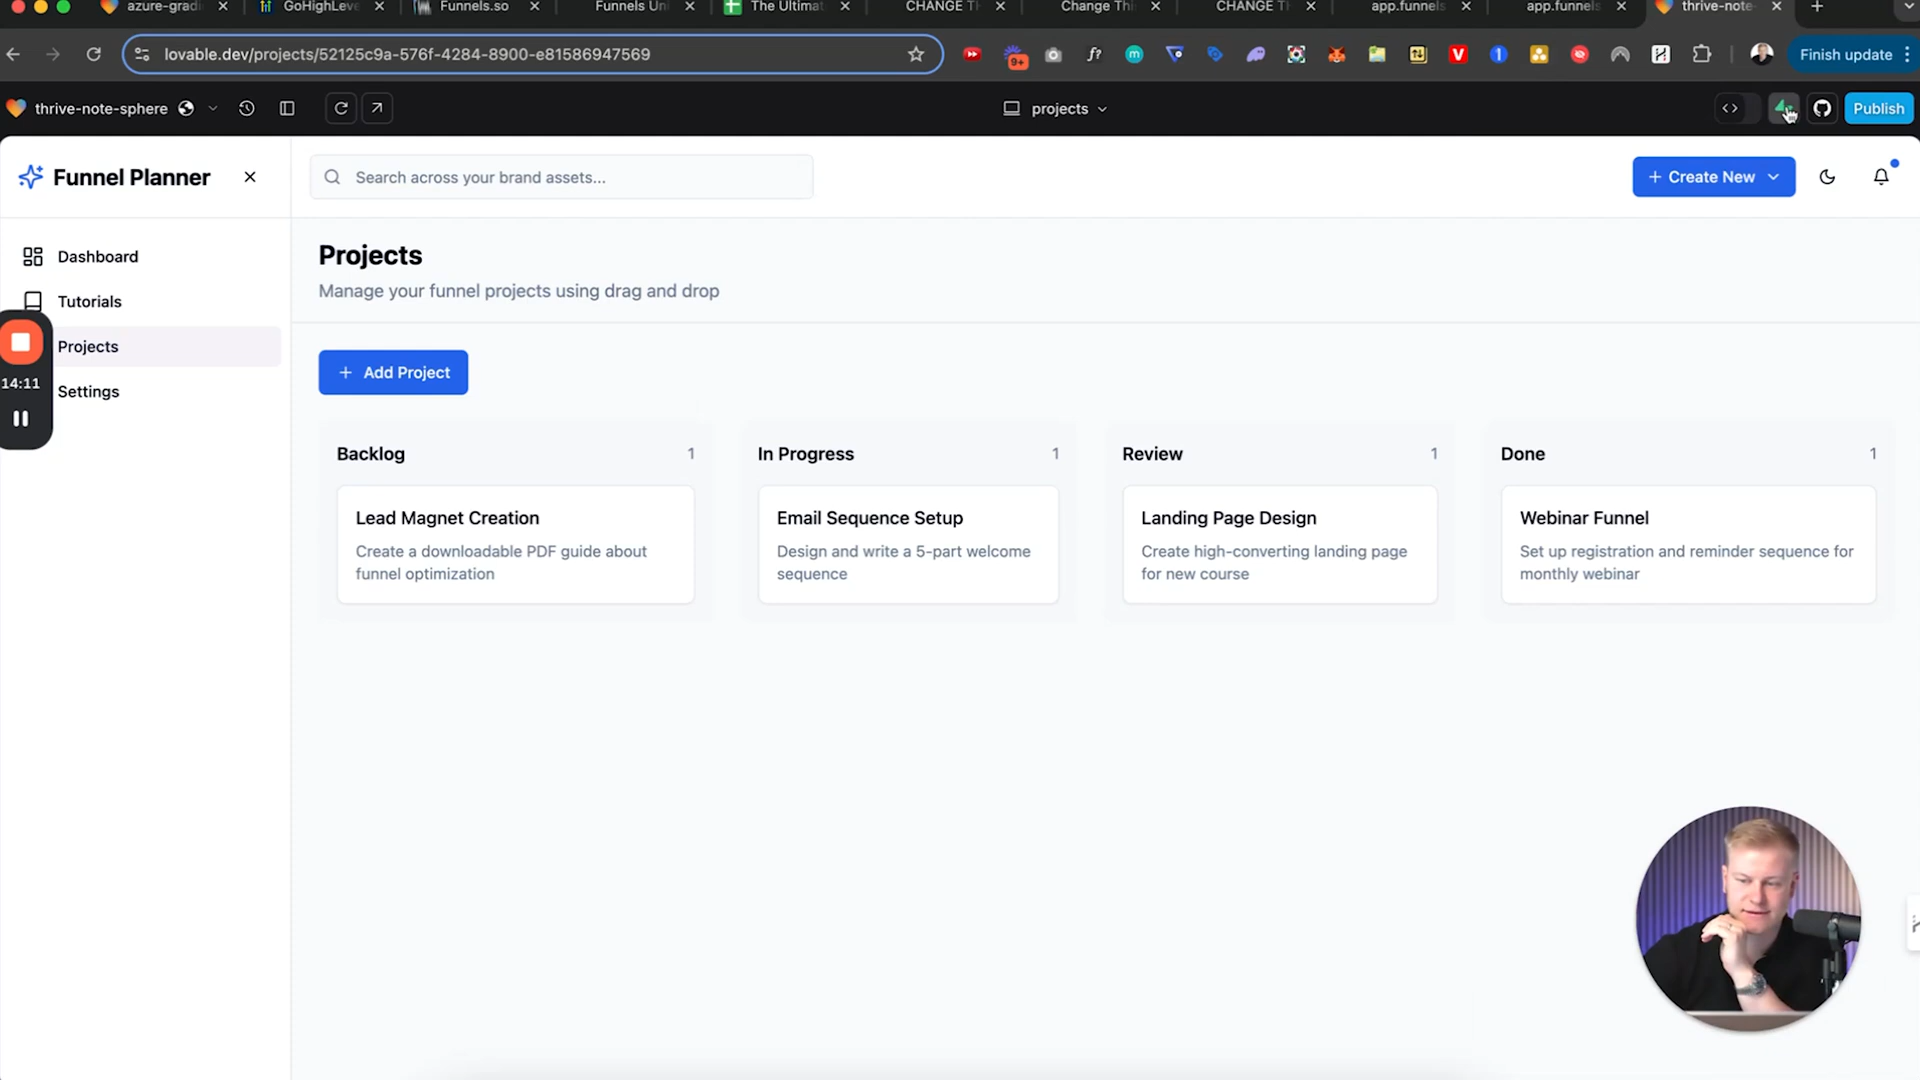 azure-gradi
GoHighLeve
Funnels.so
Funnels Un
The Ultimat
CHANGE T
Change Thi
CHANGE T
app.funnels
app.funnels
thrive-note-
lovable.dev/projects/52125c9a-576f-4284-8900-e81586947569
9+
f?
Finish update
thrive-note-sphere
projects
Publish
Funnel Planner
Search across your brand assets...
Create New
Dashboard
Tutorials
Projects
Settings
14:11
Projects
Manage your funnel projects using drag and drop
Add Project
Backlog 1
Lead Magnet Creation
Create a downloadable PDF guide about
funnel optimization
In Progress 1
Email Sequence Setup
Design and write a 5-part welcome
sequence
Review 1
Landing Page Design
Create high-converting landing page
for new course
Done 1
Webinar Funnel
Set up registration and reminder sequence for
monthly webinar